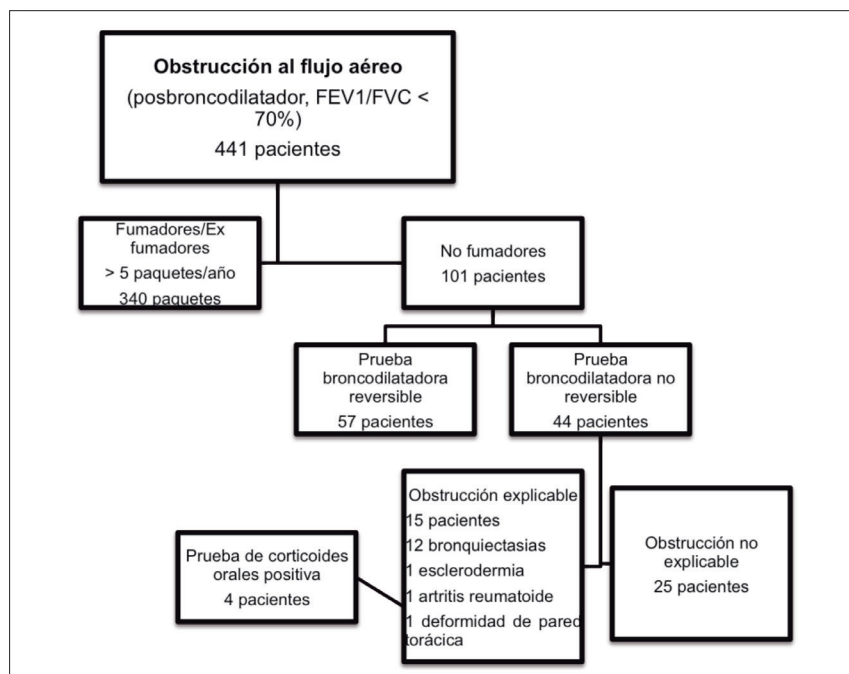 Obstrucción al flujo aéreo
(posbroncodilatador, FEV1/FVC <
70%)
441 pacientes
Fumadores/Ex
fumadores
> 5 paquetes/año
340 paquetes
No fumadores
101 pacientes
Prueba
broncodilatadora
reversible
57 pacientes
Prueba
broncodilatadora no
reversible
44 pacientes
Prueba de corticoides
orales positiva
4 pacientes
Obstrucción explicable
15 pacientes
12 bronquiectasias
1 esclerodermia
1 artritis reumatoide
1 deformidad de pared
torácica
Obstrucción no
explicable
25 pacientes